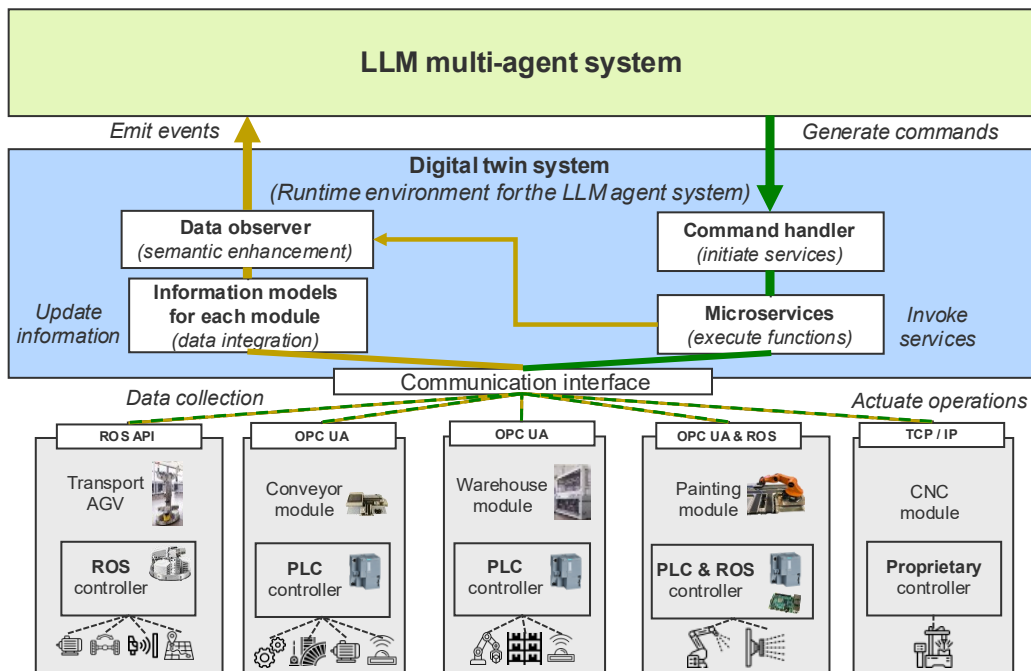 LLM multi-agent system
Emit events
Generate commands
Digital twin system
(Runtime environment for the LLM agent system)
Data observer
(semantic enhancement)
Command handler
(initiate services)
Update
information
Information models
for each module
(data integration)
Microservices
(execute functions)
Invoke
services
Communication interface
Data collection
Actuate operations
ROS API
OPC UA
OPC UA
OPC UA & ROS
TCP / IP
Transport
AGV
Conveyor
module
Warehouse
module
Painting
module
CNC
module
ROS
controller
PLC
controller
PLC
controller
PLC & ROS
controller
Proprietary
controller